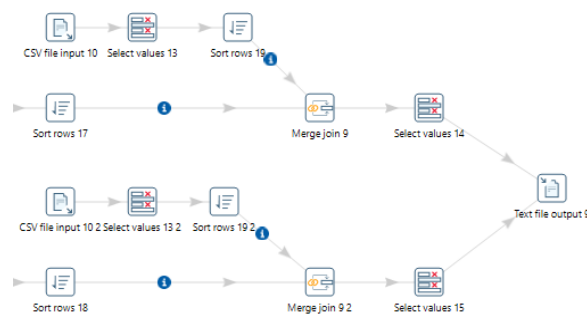 CSV file input 10
Select values 13
Sort rows 19
Sort rows 17
Merge join 9
Select values 14
Text file output 9
CSV file input 10 2
Select values 13 2
Sort rows 19 2
Sort rows 18
Merge join 9 2
Select values 15